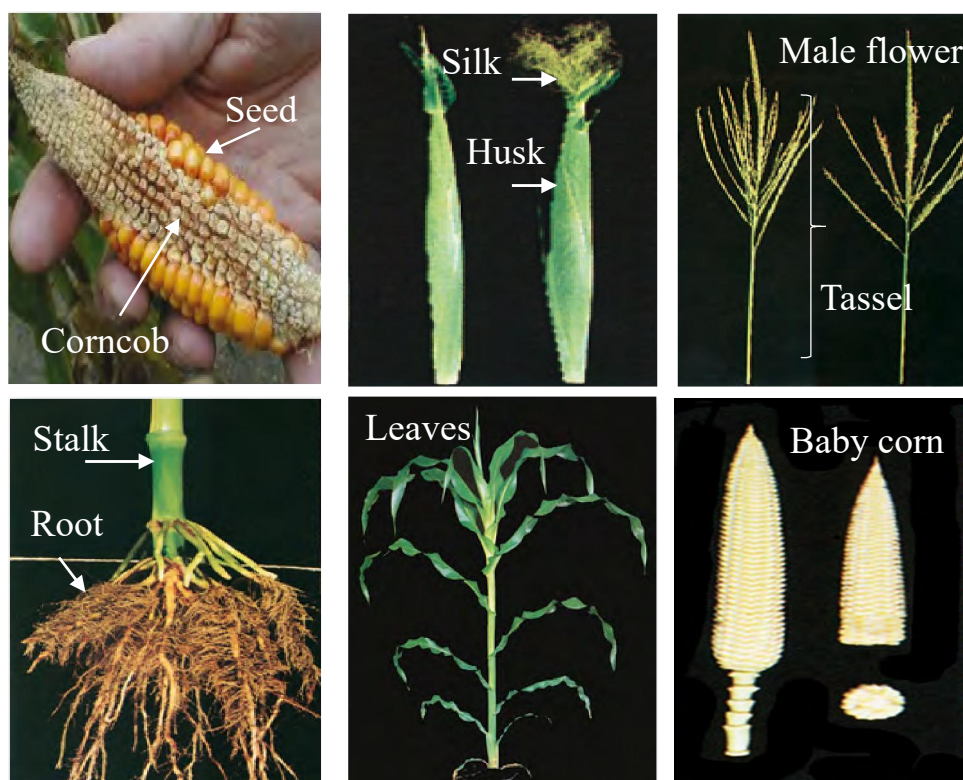 Seed
Corncob
Silk
Husk
Male flower
Tassel
Stalk
Root
Leaves
Baby corn